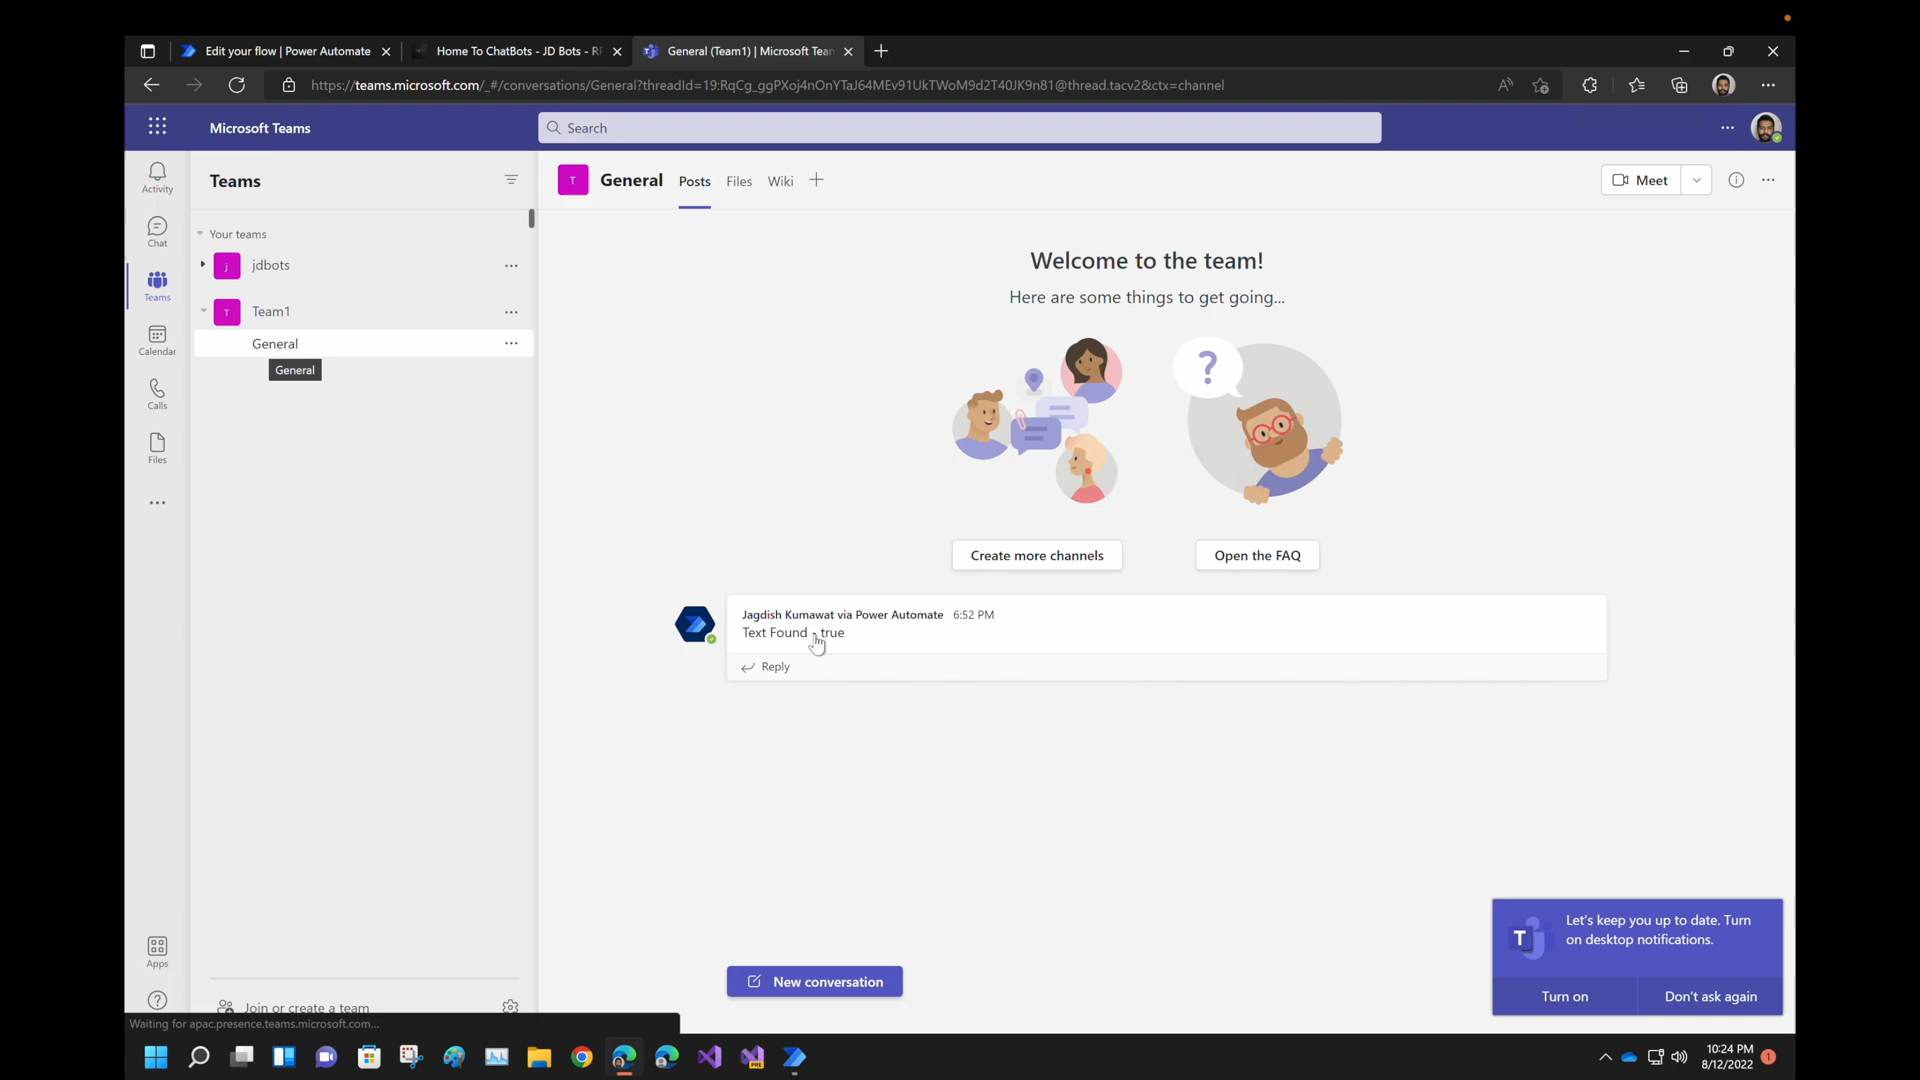 Edit your flow | Power Automate
Home To ChatBots - JD Bots - RF
General (Team1) | Microsoft Tear
https://teams.microsoft.com/_#/conversations/General?threadId=19:RqCg_ggPXoj4nOnYTaJ64MEv91UkTWoM9d2T40JK9n81@thread.tacv2&ctx=channel
Microsoft Teams
Search
Activity
Chat
Teams
Calendar
Calls
Files
Apps
Teams
Your teams
j
jdbots
T
Team1
General
General
Join or create a team
T
General
Posts
Files
Wiki
Meet
Welcome to the team!
Here are some things to get going...
?
Create more channels
Open the FAQ
Jagdish Kumawat via Power Automate 6:52 PM
Text Found - true
Reply
New conversation
T
Let's keep you up to date. Turn
on desktop notifications.
Turn on
Don't ask again
Waiting for apac.presence.teams.microsoft.com...
PRE
10:24 PM
8/12/2022
1